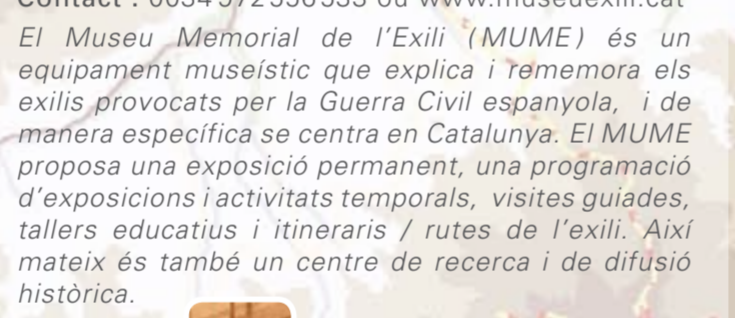 El Museu Memorial de l'Exili (MUME) és un
equipament museístic que explica i rememora els
exilis provocats per la Guerra Civil espanyola, i de
manera específica se centra en Catalunya. El MUME
proposa una exposició permanent, una programació
d'exposicions i activitats temporals, visites guiades,
tallers educatius i itineraris / rutes de l'exili. Així
mateix és també un centre de recerca i de difusió
històrica.